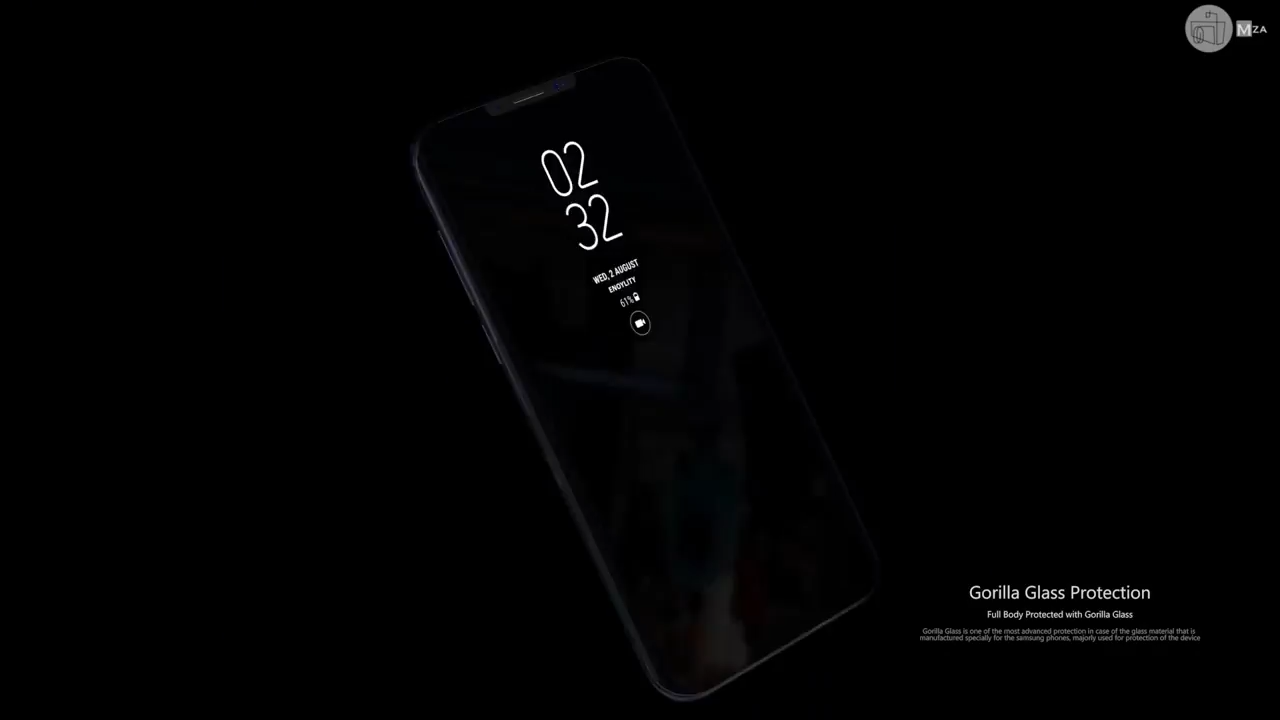 MZA
02
32
WED, 2 AUGUST
ENOYLITY
61%
Gorilla Glass Protection
Full Body Protected with Gorilla Glass
Gorilla Glass is one of the most advanced protection in case of the glass material that is
manufactured specially for the samsung phones, majorly used for protection of the device